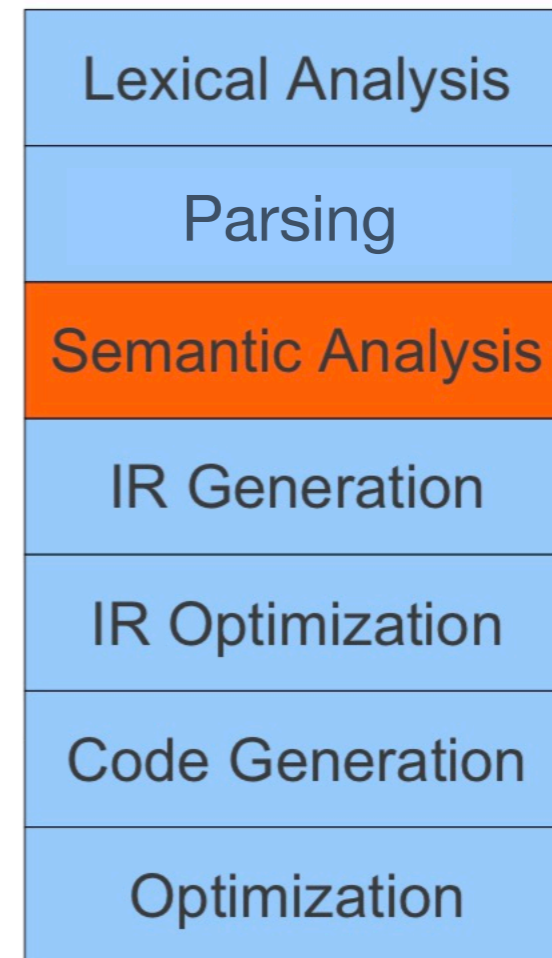 Lexical Analysis
Parsing
Semantic Analysis
IR Generation
IR Optimization
Code Generation
Optimization